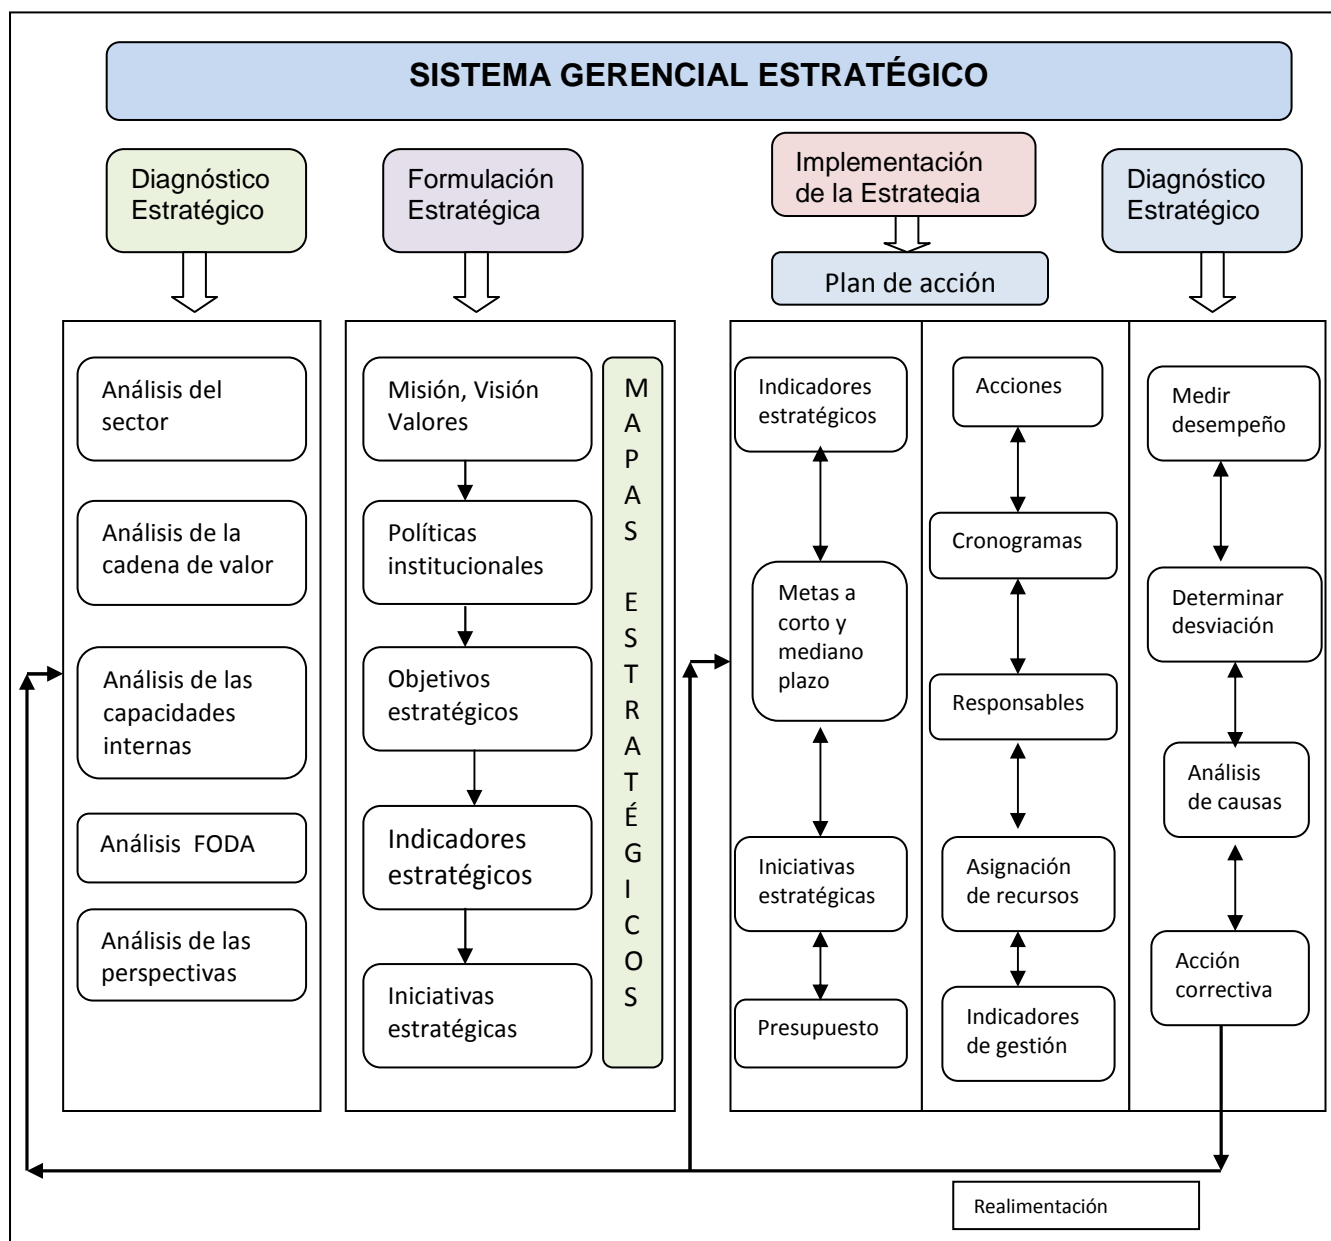 SISTEMA GERENCIAL ESTRATÉGICO
Diagnóstico
Estratégico
Formulación
Estratégica
Implementación
de la Estrategia
Diagnóstico
Estratégico
Plan de acción
Análisis del
sector
Análisis de la
cadena de valor
Análisis de las
capacidades
internas
Análisis  FODA
Análisis de las
perspectivas
Misión, Visión
Valores
Políticas
institucionales
Objetivos
estratégicos
Indicadores
estratégicos
Iniciativas
estratégicas
MAPAS ESTRATÉGICOS
Indicadores
estratégicos
Metas a
corto y
mediano
plazo
Iniciativas
estratégicas
Presupuesto
Acciones
Cronogramas
Responsables
Asignación
de recursos
Indicadores
de gestión
Medir
desempeño
Determinar
desviación
Análisis
de causas
Acción
correctiva
Realimentación